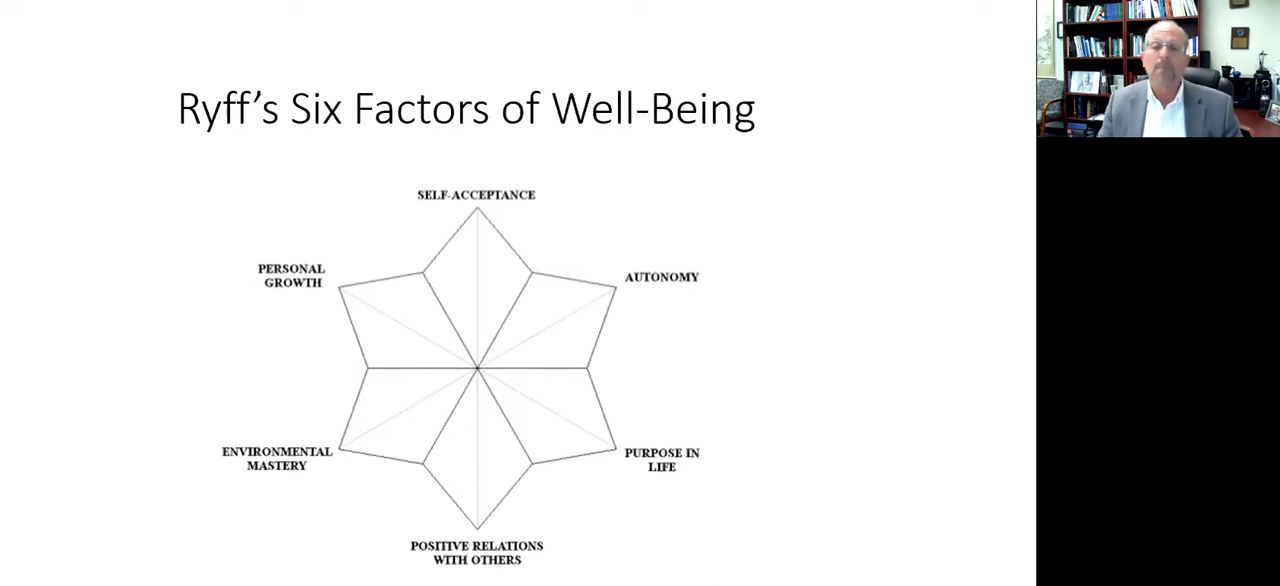 Ryff's Six Factors of Well-Being
SELF-ACCEPTANCE
PERSONAL
GROWTH
AUTONOMY
ENVIRONMENTAL
MASTERY
PURPOSE IN
LIFE
POSITIVE RELATIONS
WITH OTHERS